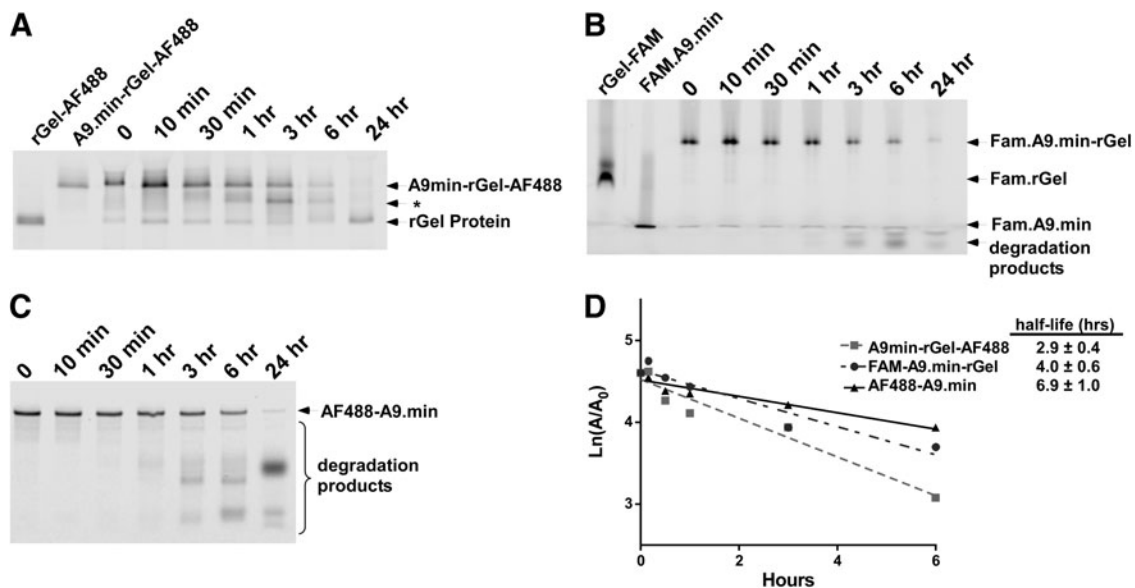 A
rGel-AF488
A9.min-rGel-AF488
0
10 min
30 min
1 hr
3 hr
6 hr
24 hr
A9min-rGel-AF488
*
rGel Protein
B
rGel-FAM
FAM.A9.min
0
10 min
30 min
1 hr
3 hr
6 hr
24 hr
Fam.A9.min-rGel
Fam.rGel
Fam.A9.min
degradation
products
C
0
10 min
30 min
1 hr
3 hr
6 hr
24 hr
AF488-A9.min
degradation
products
D
half-life (hrs)
A9min-rGel-AF488 2.9 ± 0.4
FAM-A9.min-rGel 4.0 ± 0.6
AF488-A9.min 6.9 ± 1.0
Ln(A/A0)
5
4
3
0 2 4 6
Hours